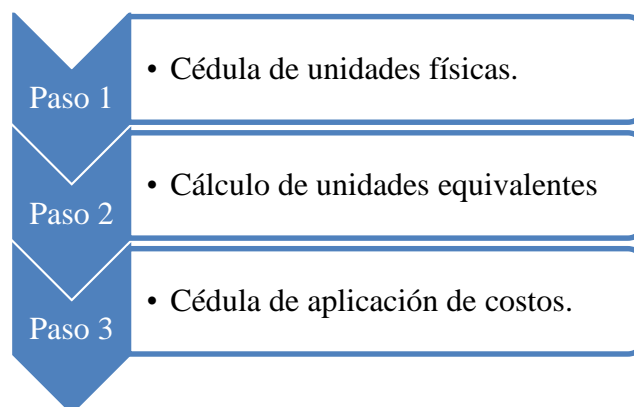 Paso 1
• Cédula de unidades físicas.
Paso 2
• Cálculo de unidades equivalentes
Paso 3
• Cédula de aplicación de costos.